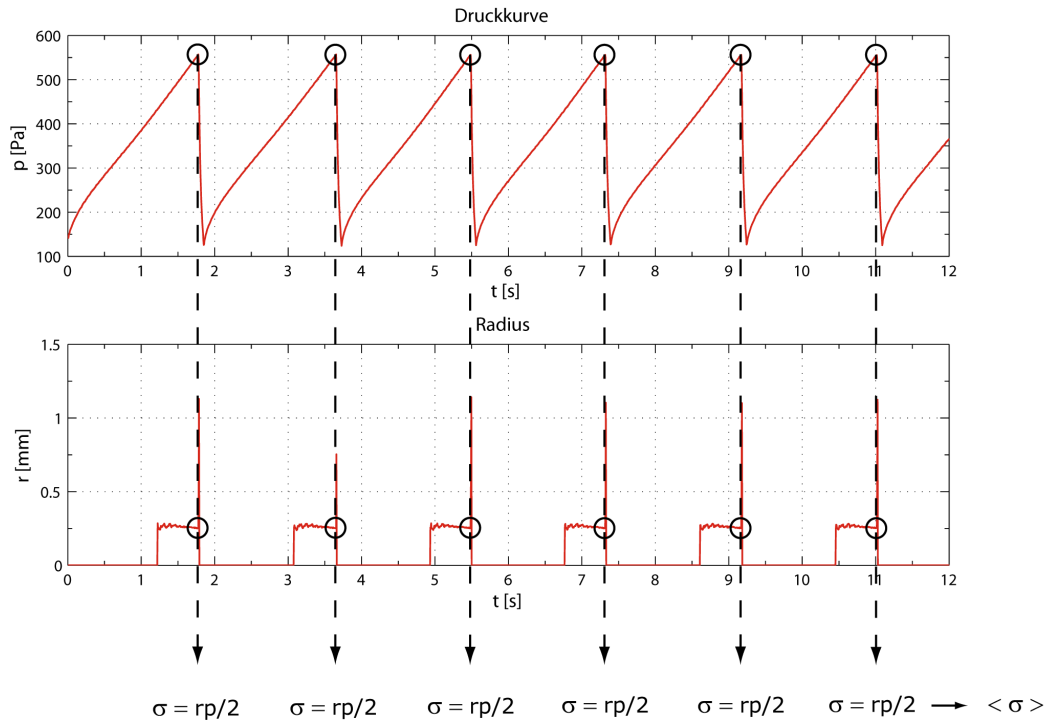 Druckkurve
600
500
400
300
200
100
p [Pa]
0 1 2 3 4 5 6 7 8 9 10 11 12
t [s]
Radius
1.5
1
0.5
0
r [mm]
0 1 2 3 4 5 6 7 8 9 10 11 12
t [s]
σ = rp/2 σ = rp/2 σ = rp/2 σ = rp/2 σ = rp/2 σ = rp/2 → < σ >